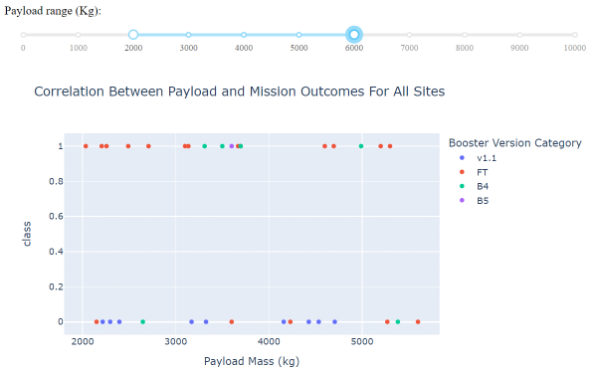 Payload range (Kg):
0 1000 2000 3000 4000 5000 6000 7000 8000 9000 10000
Correlation Between Payload and Mission Outcomes For All Sites
Booster Version Category
v1.1
FT
B4
B5
1
0.8
0.6
0.4
0.2
0
class
2000 3000 4000 5000
Payload Mass (kg)